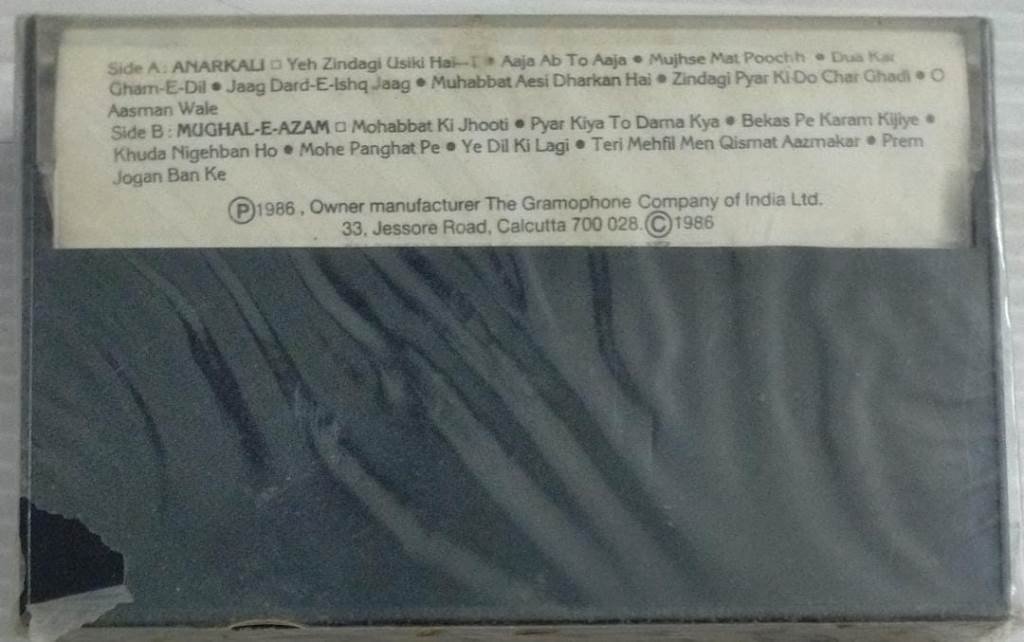 Side A : ANARKALI □ Yeh Zindagi Usiki Hai—I • Aaja Ab To Aaja • Mujhse Mat Poochh • Dua Kar
Gham-E-Dil • Jaag Dard-E-Ishq Jaag • Muhabbat Aesi Dharkan Hai • Zindagi Pyar Ki Do Char Ghadi • O
Aasman Wale
Side B : MUGHAL-E-AZAM □ Mohabbat Ki Jhooti • Pyar Kiya To Darna Kya • Bekas Pe Karam Kijiye •
Khuda Nigehban Ho • Mohe Panghat Pe • Ye Dil Ki Lagi • Teri Mehfil Men Qismat Aazmakar • Prem
Jogan Ban Ke
Ⓟ1986 , Owner manufacturer The Gramophone Company of India Ltd.
33, Jessore Road, Calcutta 700 028.©1986